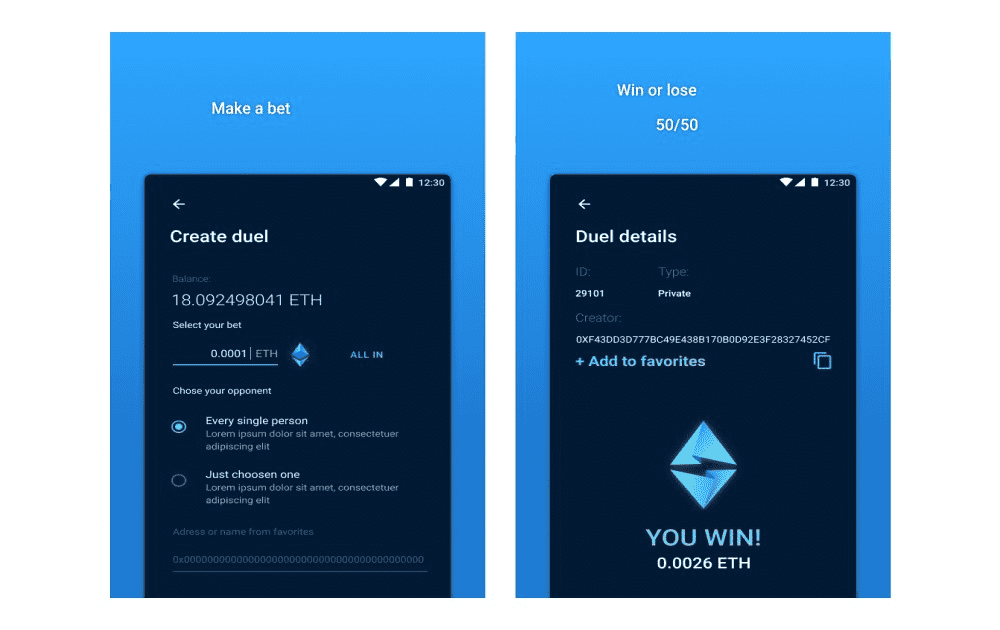 Make a bet
12:30
Create duel
Balance:
18.092498041 ETH
Select your bet
0.0001 ETH
ALL IN
Chose your opponent
Every single person
Lorem ipsum dolor sit amet, consectetuer
adipiscing elit
Just choosen one
Lorem ipsum dolor sit amet, consectetuer
adipiscing elit
Adress or name from favorites
0x0000000000000000000000000000000000000000
Win or lose
50/50
12:30
Duel details
ID: Type:
29101 Private
Creator:
0XF43DD3D777BC49E438B170B0D92E3F28327452CF
+ Add to favorites
YOU WIN!
0.0026 ETH